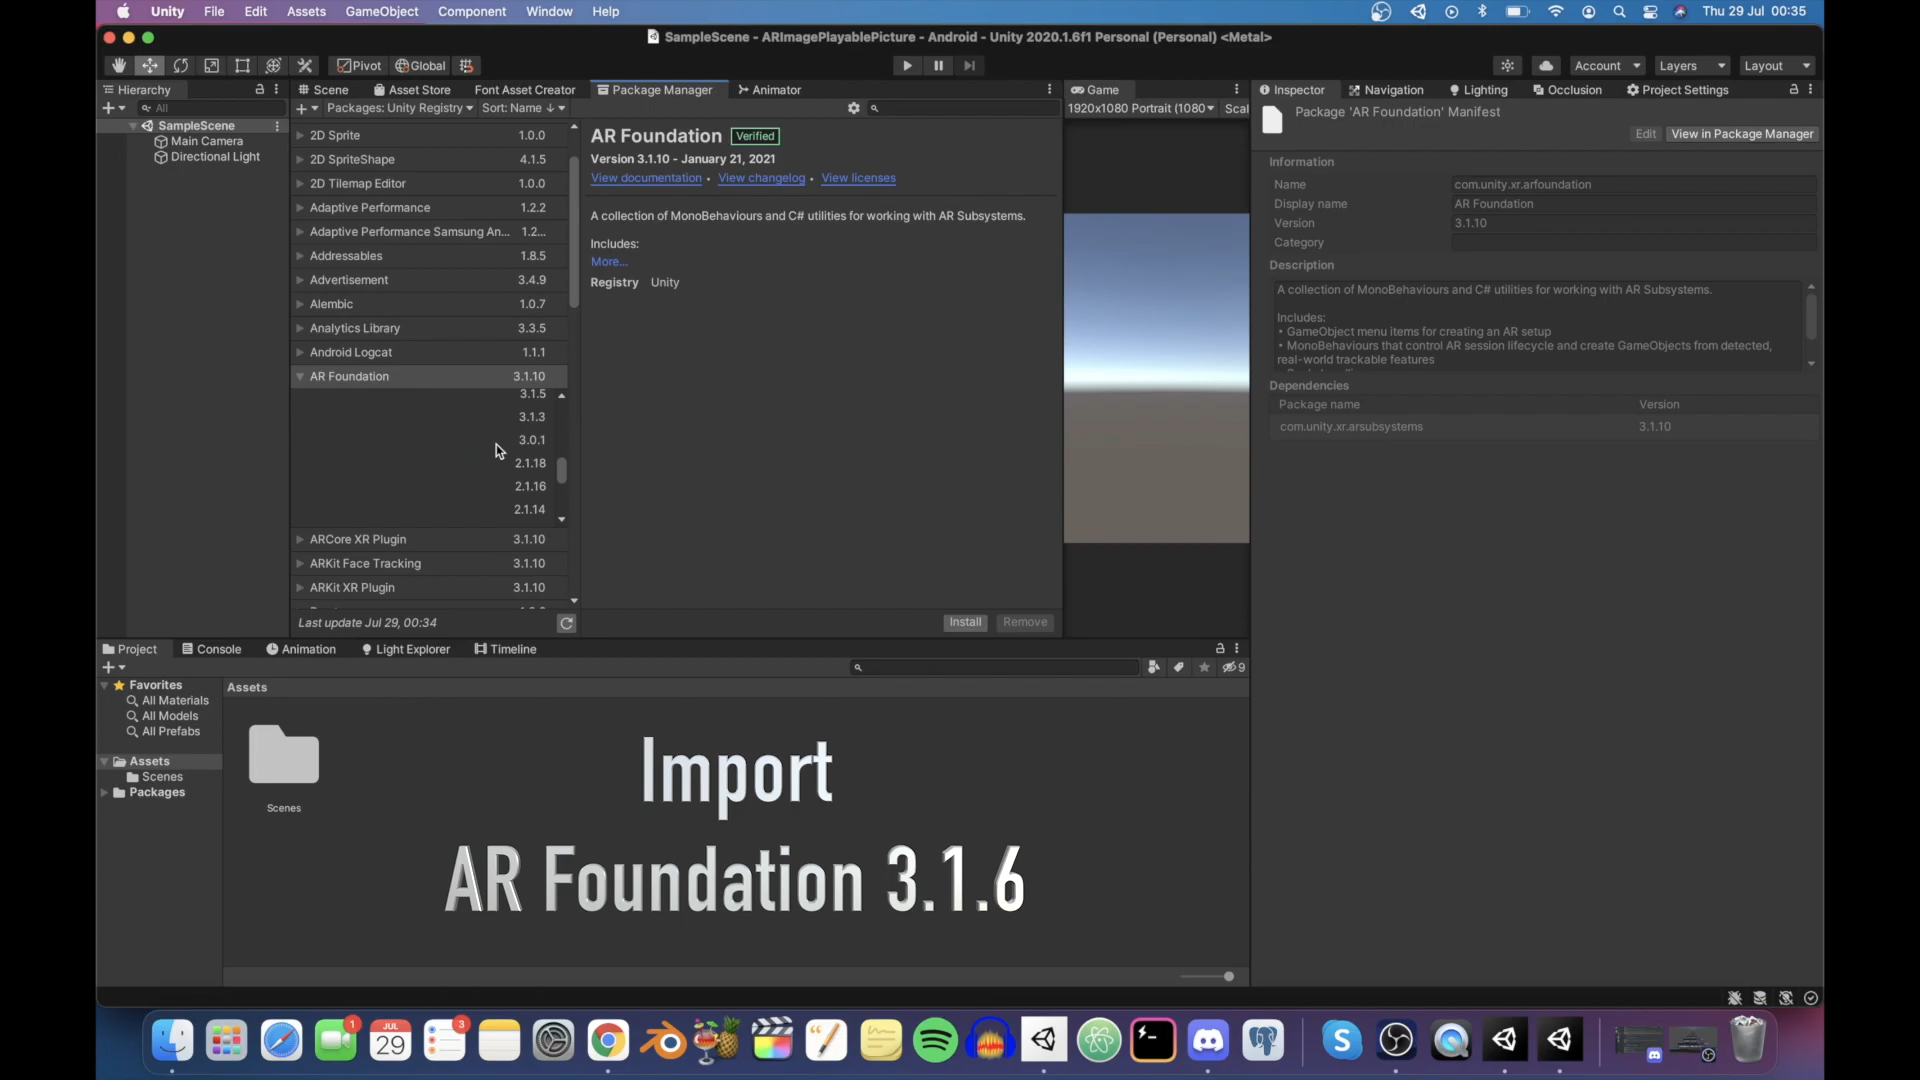 Unity File Edit Assets GameObject Component Window Help Thu 29 Jul 00:35
SampleScene - ARImagePlayablePicture - Android - Unity 2020.1.6f1 Personal (Personal) <Metal>
Pivot Global Account Layers Layout
Hierarchy
All
SampleScene
Main Camera
Directional Light
Scene Asset Store Font Asset Creator Package Manager Animator
Packages: Unity Registry Sort: Name ↓
2D Sprite 1.0.0
2D SpriteShape 4.1.5
2D Tilemap Editor 1.0.0
Adaptive Performance 1.2.2
Adaptive Performance Samsung An... 1.2...
Addressables 1.8.5
Advertisement 3.4.9
Alembic 1.0.7
Analytics Library 3.3.5
Android Logcat 1.1.1
AR Foundation 3.1.10
3.1.5
3.1.3
3.0.1
2.1.18
2.1.16
2.1.14
ARCore XR Plugin 3.1.10
ARKit Face Tracking 3.1.10
ARKit XR Plugin 3.1.10
Last update Jul 29, 00:34
AR Foundation Verified
Version 3.1.10 - January 21, 2021
View documentation • View changelog • View licenses
A collection of MonoBehaviours and C# utilities for working with AR Subsystems.
Includes:
More...
Registry Unity
Install Remove
Game
1920x1080 Portrait (1080 Scal
Inspector Navigation Lighting Occlusion Project Settings
Package 'AR Foundation' Manifest
Edit View in Package Manager
Information
Name com.unity.xr.arfoundation
Display name AR Foundation
Version 3.1.10
Category
Description
A collection of MonoBehaviours and C# utilities for working with AR Subsystems.
Includes:
• GameObject menu items for creating an AR setup
• MonoBehaviours that control AR session lifecycle and create GameObjects from detected,
real-world trackable features
Dependencies
Package name Version
com.unity.xr.arsubsystems 3.1.10
Project Console Animation Light Explorer Timeline
9
Favorites
All Materials
All Models
All Prefabs
Assets
Scenes
Packages
Assets
Scenes
Import
AR Foundation 3.1.6
1 JUL 29 3